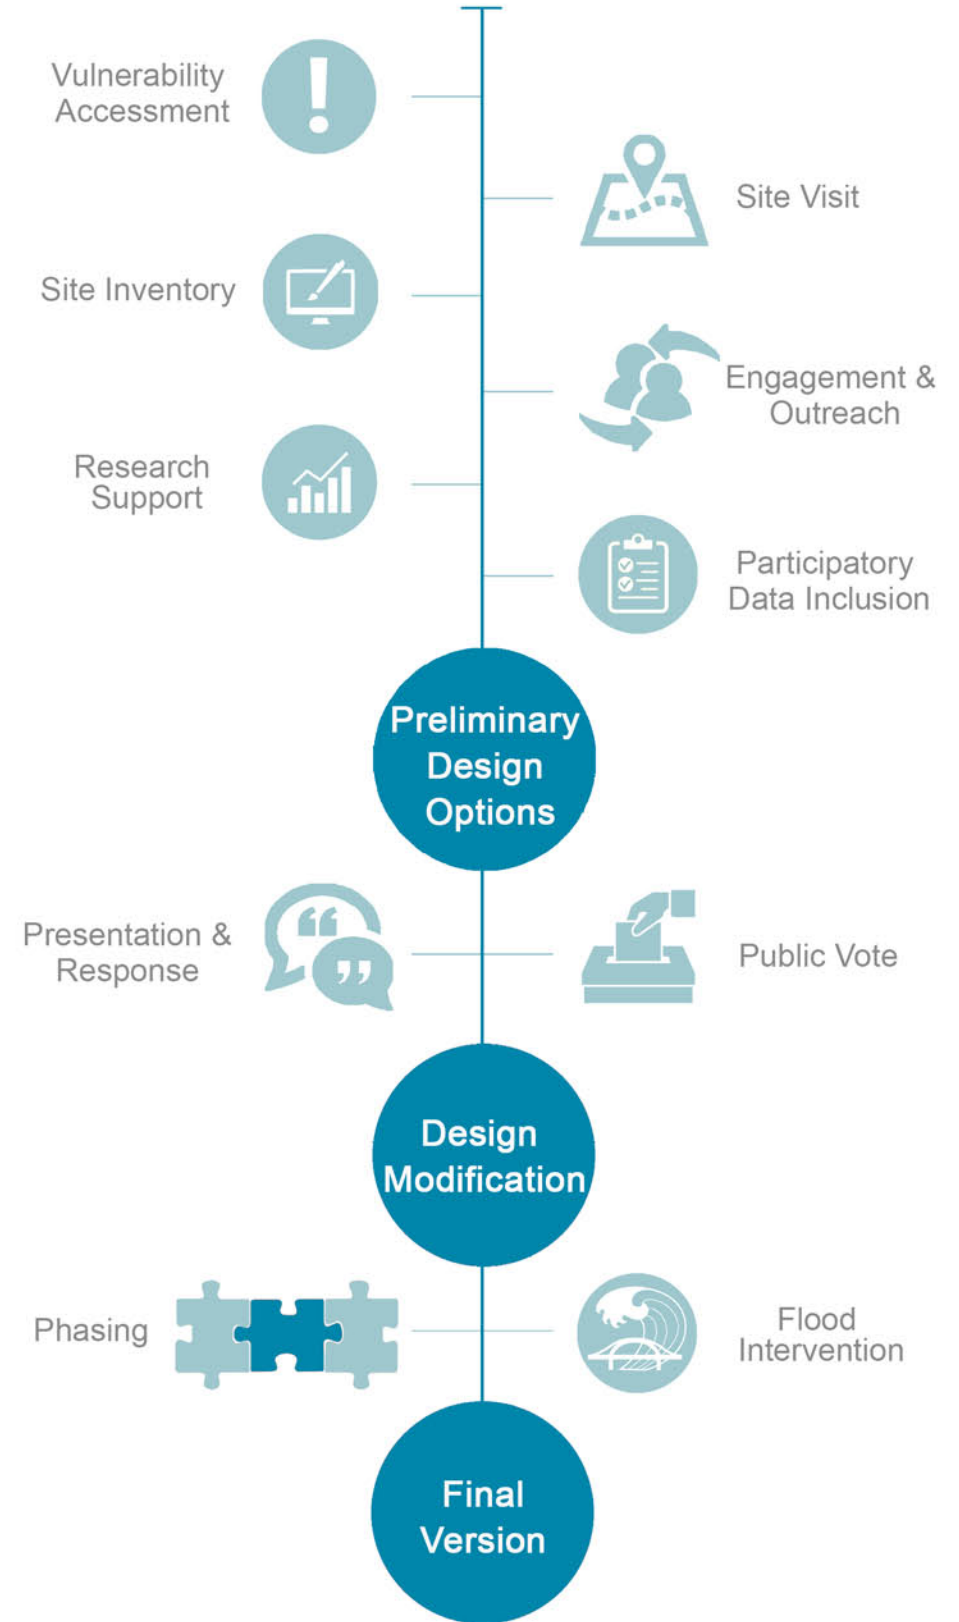 Vulnerability
Accessment
Site Visit
Site Inventory
Engagement &
Outreach
Research
Support
Participatory
Data Inclusion
Preliminary
Design
Options
Presentation &
Response
Public Vote
Design
Modification
Phasing
Flood
Intervention
Final
Version